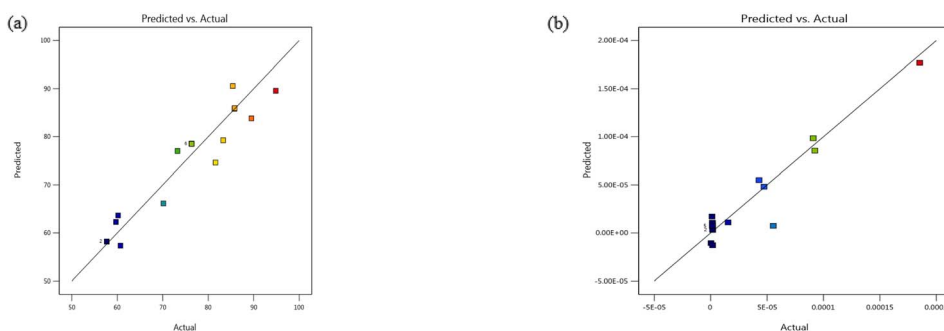 (a)
Predicted vs. Actual
100
90
80
70
60
50
Predicted
6
2
50 60 70 80 90 100
Actual
(b)
Predicted vs. Actual
2.00E-04
1.50E-04
1.00E-04
5.00E-05
0.00E+00
-5.00E-05
Predicted
-5E-05 0 5E-05 0.0001 0.00015
Actual